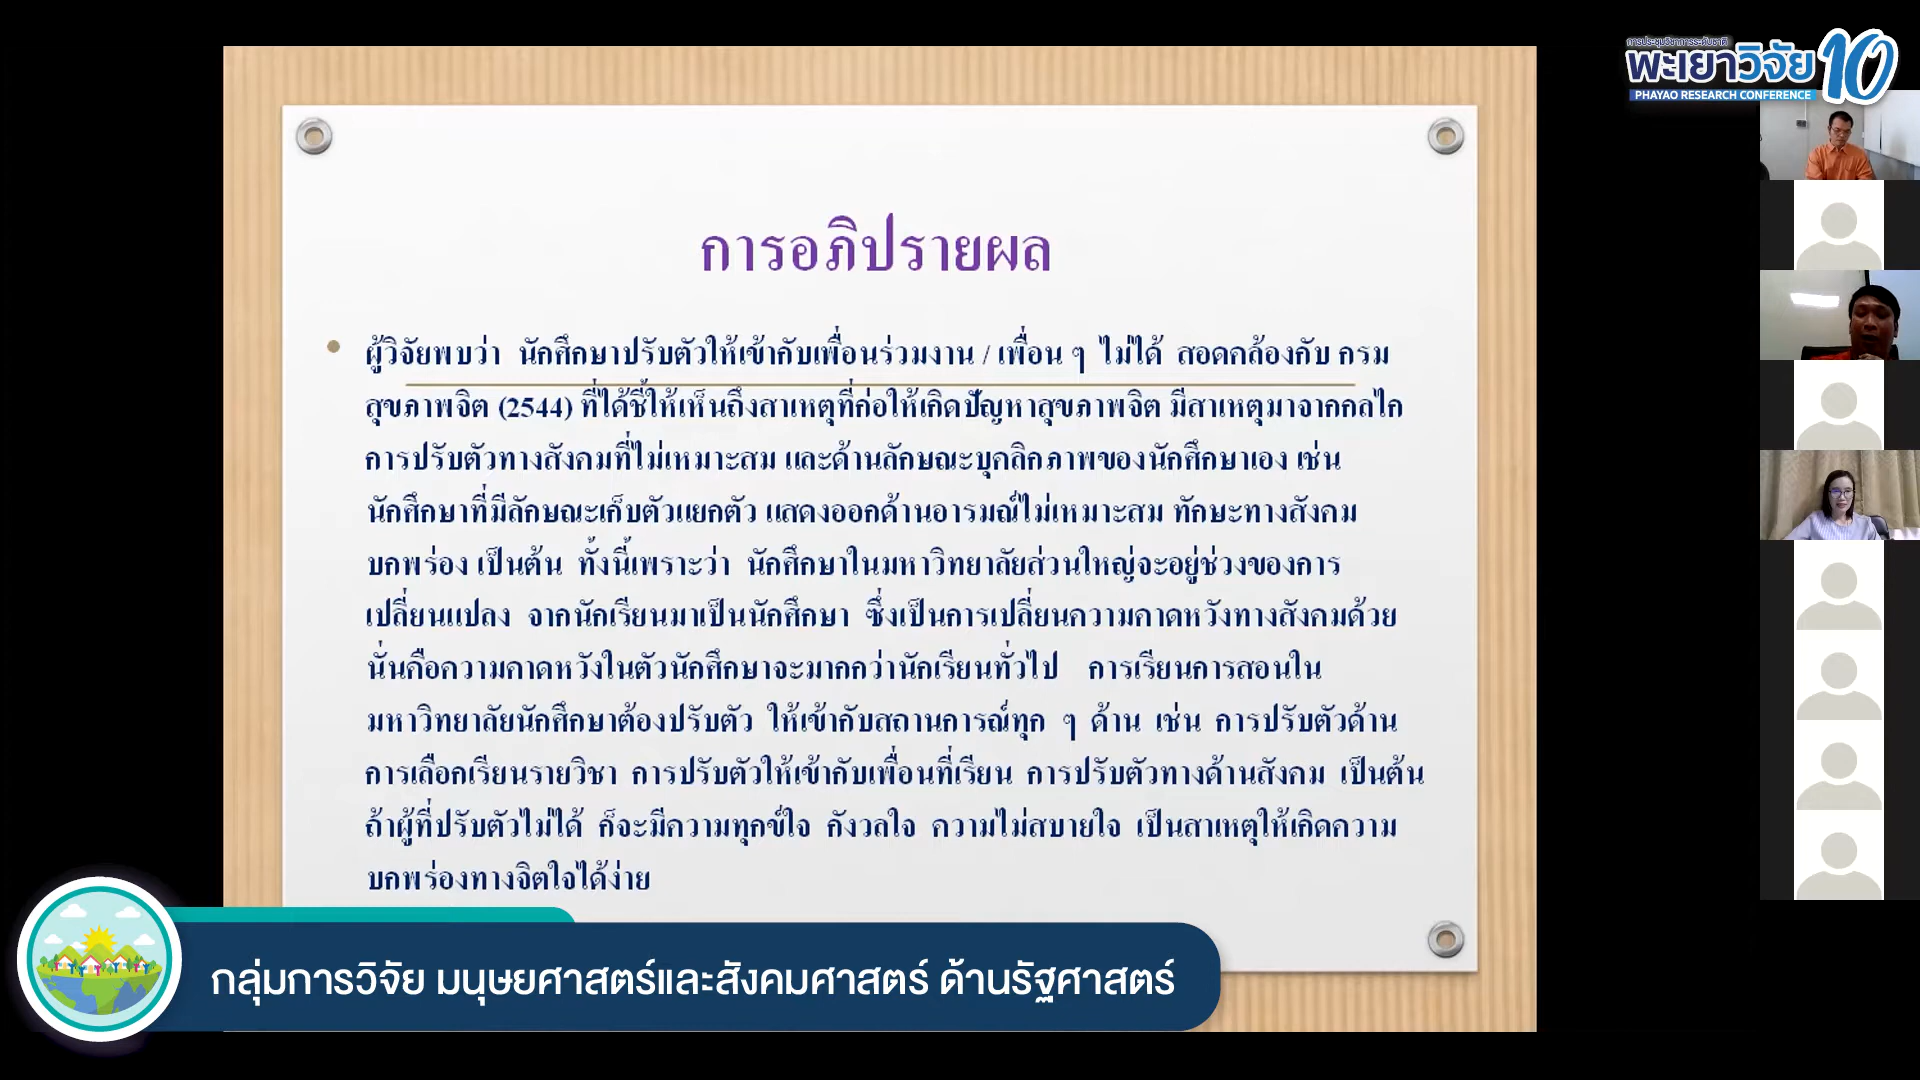 การประชุมวิชาการระดับชาติ
พะเยาวิจัย 10
PHAYAO RESEARCH CONFERENCE
การอภิปรายผล
• ผู้วิจัยพบว่า นักศึกษาปรับตัวให้เข้ากับเพื่อนร่วมงาน / เพื่อน ๆ ไม่ได้ สอดกล้องกับ กรม
สุขภาพจิต (2544) ที่ได้ชี้ให้เห็นถึงสาเหตุที่ก่อให้เกิดปัญหาสุขภาพจิต มีสาเหตุมาจากกลไก
การปรับตัวทางสังคมที่ไม่เหมาะสม และด้านลักษณะบุกลิกภาพของนักศึกษาเอง เช่น
นักศึกษาที่มีลักษณะเก็บตัวแยกตัว แสดงออกด้านอารมณ์ไม่เหมาะสม ทักษะทางสังคม
บกพร่อง เป็นต้น ทั้งนี้เพราะว่า นักศึกษาในมหาวิทยาลัยส่วนใหญ่จะอยู่ช่วงของการ
เปลี่ยนแปลง จากนักเรียนมาเป็นนักศึกษา ซึ่งเป็นการเปลี่ยนความคาดหวังทางสังคมด้วย
นั่นคือความคาดหวังในตัวนักศึกษาจะมากกว่านักเรียนทั่วไป การเรียนการสอนใน
มหาวิทยาลัยนักศึกษาต้องปรับตัว ให้เข้ากับสถานการณ์ทุก ๆ ด้าน เช่น การปรับตัวด้าน
การเลือกเรียนรายวิชา การปรับตัวให้เข้ากับเพื่อนที่เรียน การปรับตัวทางด้านสังคม เป็นต้น
ถ้าผู้ที่ปรับตัวไม่ได้ ก็จะมีความทุกข์ใจ กังวลใจ ความไม่สบายใจ เป็นสาเหตุให้เกิดความ
บกพร่องทางจิตใจได้ง่าย
กลุ่มการวิจัย มนุษยศาสตร์และสังคมศาสตร์ ด้านรัฐศาสตร์